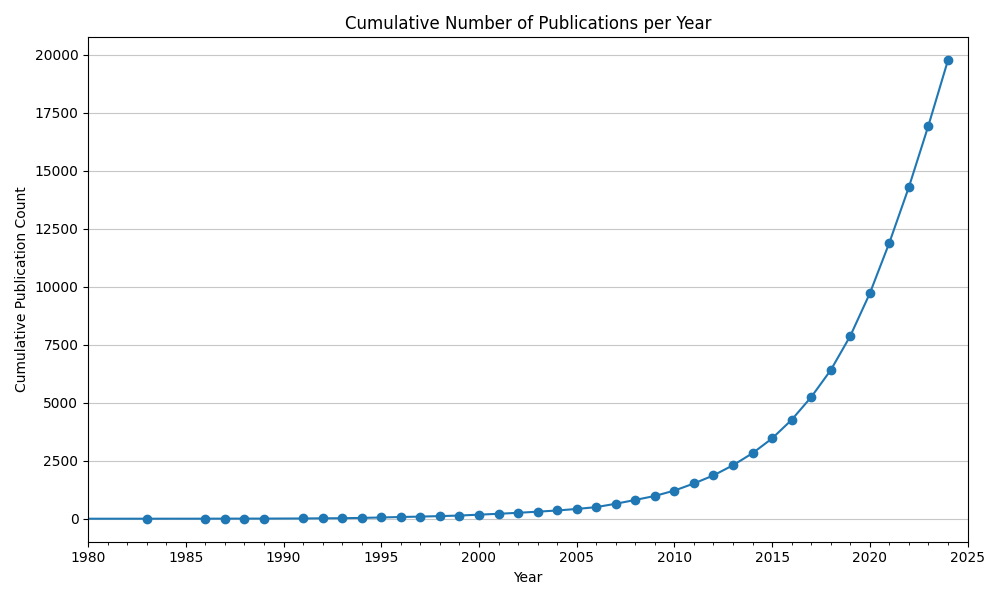 Cumulative Number of Publications per Year
Cumulative Publication Count
20000
17500
15000
12500
10000
7500
5000
2500
0
1980 1985 1990 1995 2000 2005 2010 2015 2020 2025
Year